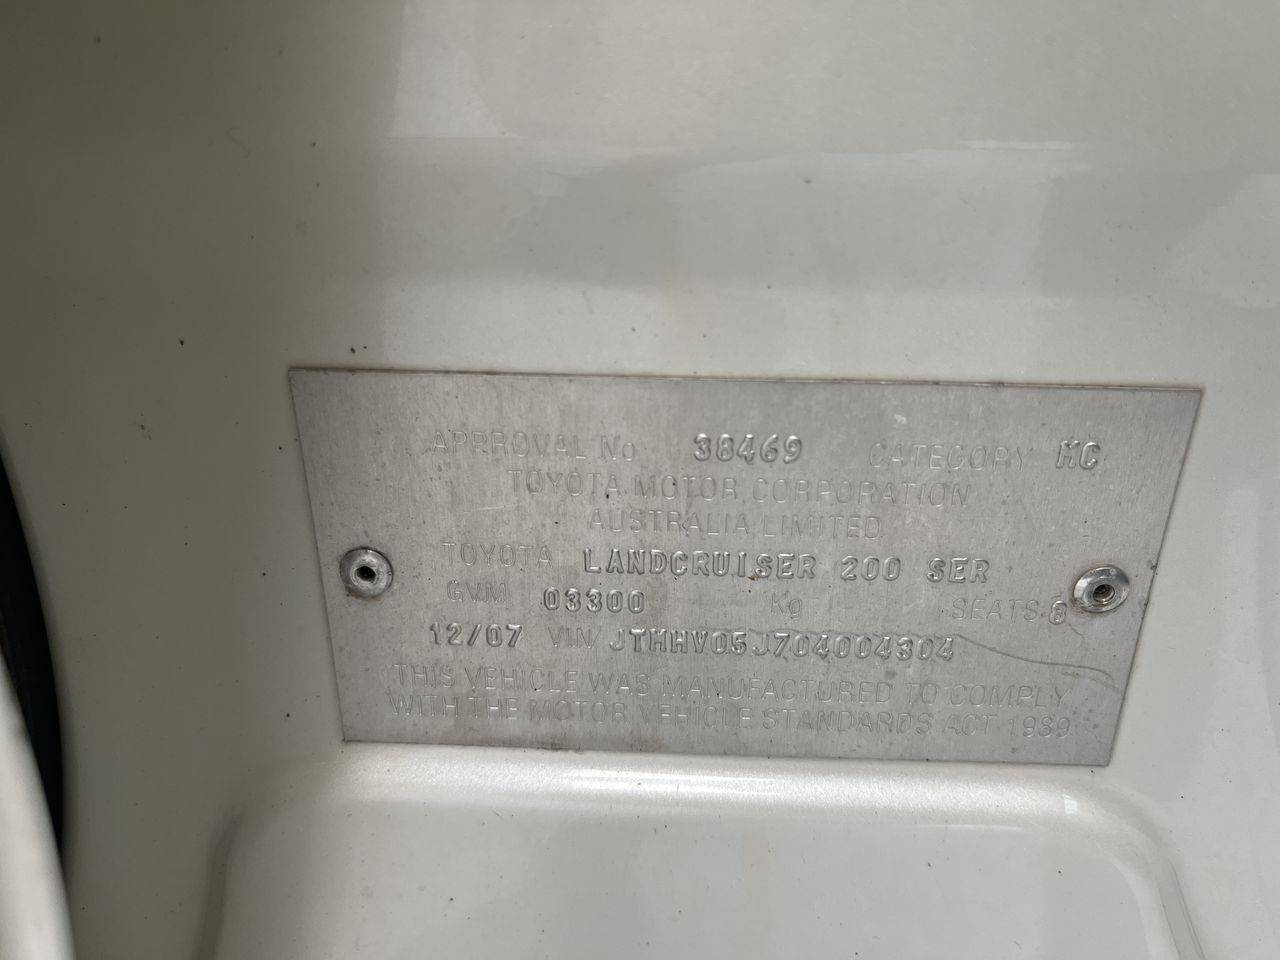 APPROVAL No 38469 CATEGORY MC
TOYOTA MOTOR CORPORATION
AUSTRALIA LIMITED
TOYOTA LANDCRUISER 200 SER
GVM 03300 Kg SEATS 8
12/07 VIN JTMHV05J704004304
THIS VEHICLE WAS MANUFACTURED TO COMPLY
WITH THE MOTOR VEHICLE STANDARDS ACT 1989